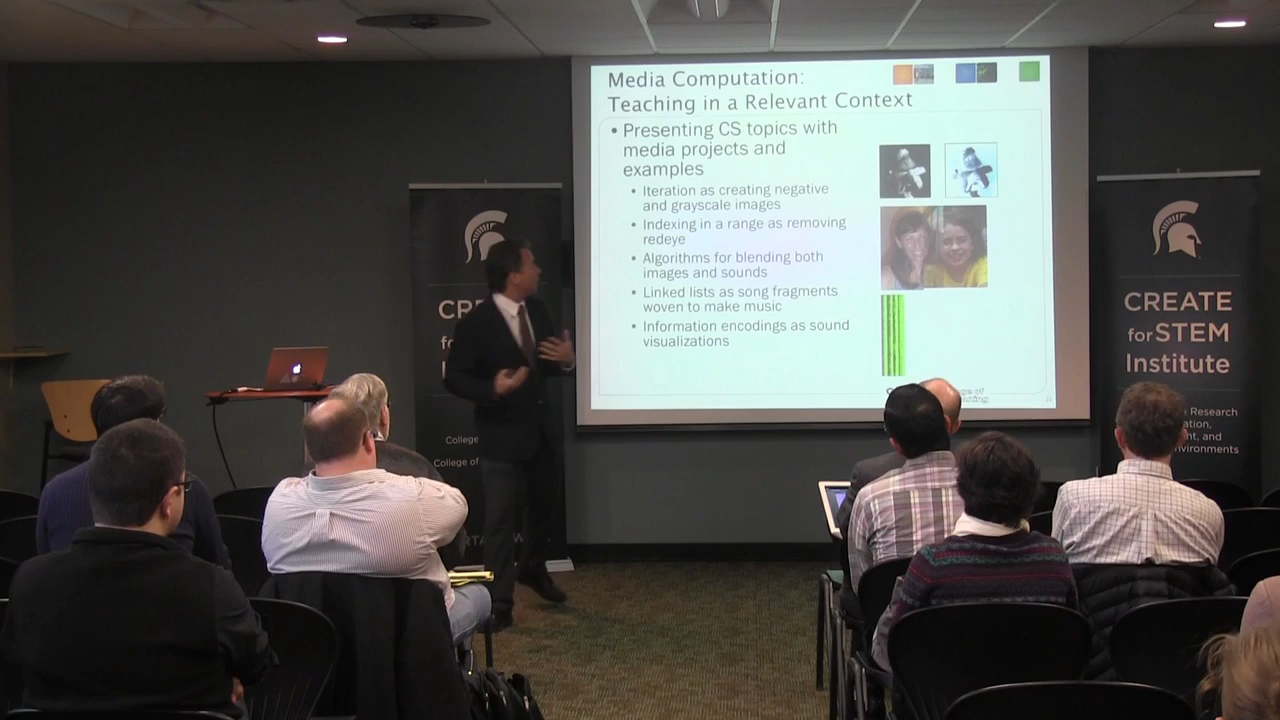 Media Computation:
Teaching in a Relevant Context
• Presenting CS topics with
media projects and
examples
• Iteration as creating negative
and grayscale images
• Indexing in a range as removing
redeye
• Algorithms for blending both
images and sounds
• Linked lists as song fragments
woven to make music
• Information encodings as sound
visualizations
CR
fo
College
College of
CREATE
for STEM
Institute
Research
and